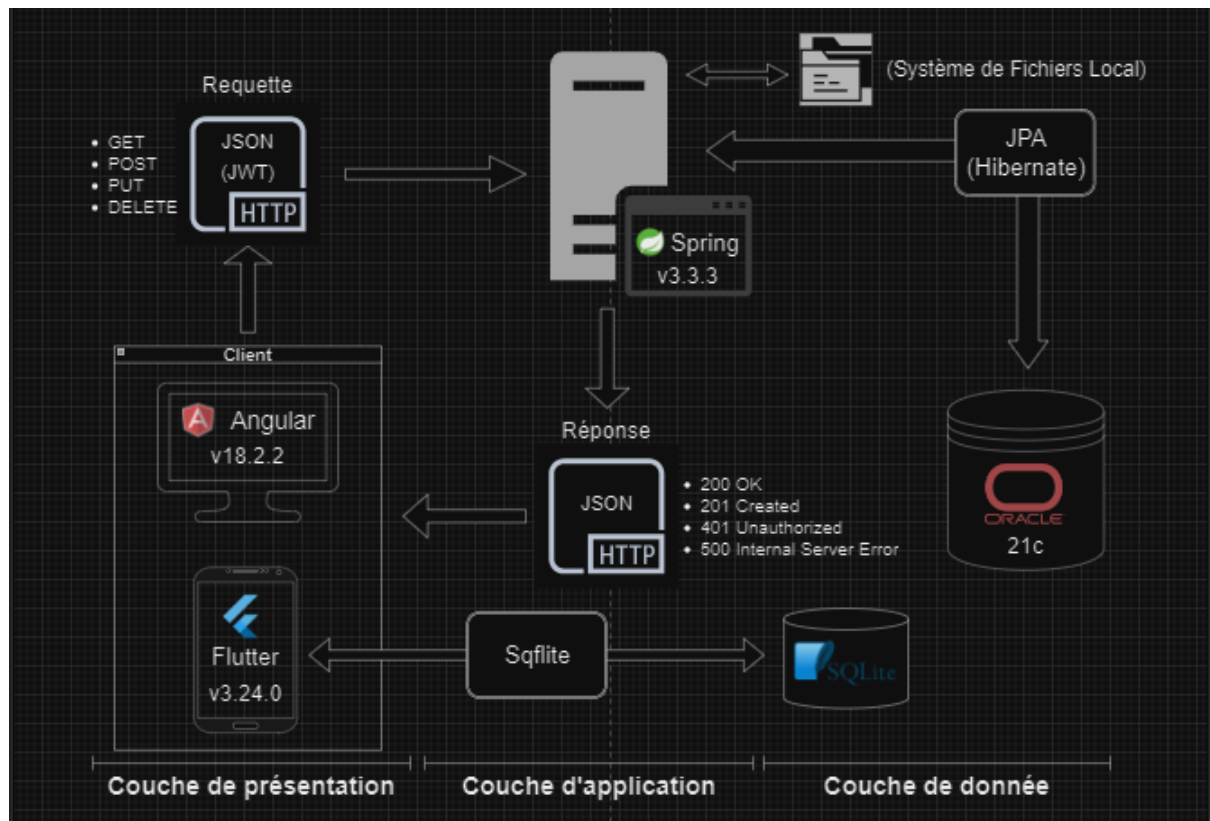 Requette
• GET
• POST
• PUT
• DELETE
JSON
(JWT)
HTTP
(Système de Fichiers Local)
JPA
(Hibernate)
Spring
v3.3.3
Client
Angular
v18.2.2
Réponse
JSON
HTTP
• 200 OK
• 201 Created
• 401 Unauthorized
• 500 Internal Server Error
ORACLE
21c
Flutter
v3.24.0
Sqflite
SQLite
Couche de présentation
Couche d'application
Couche de donnée